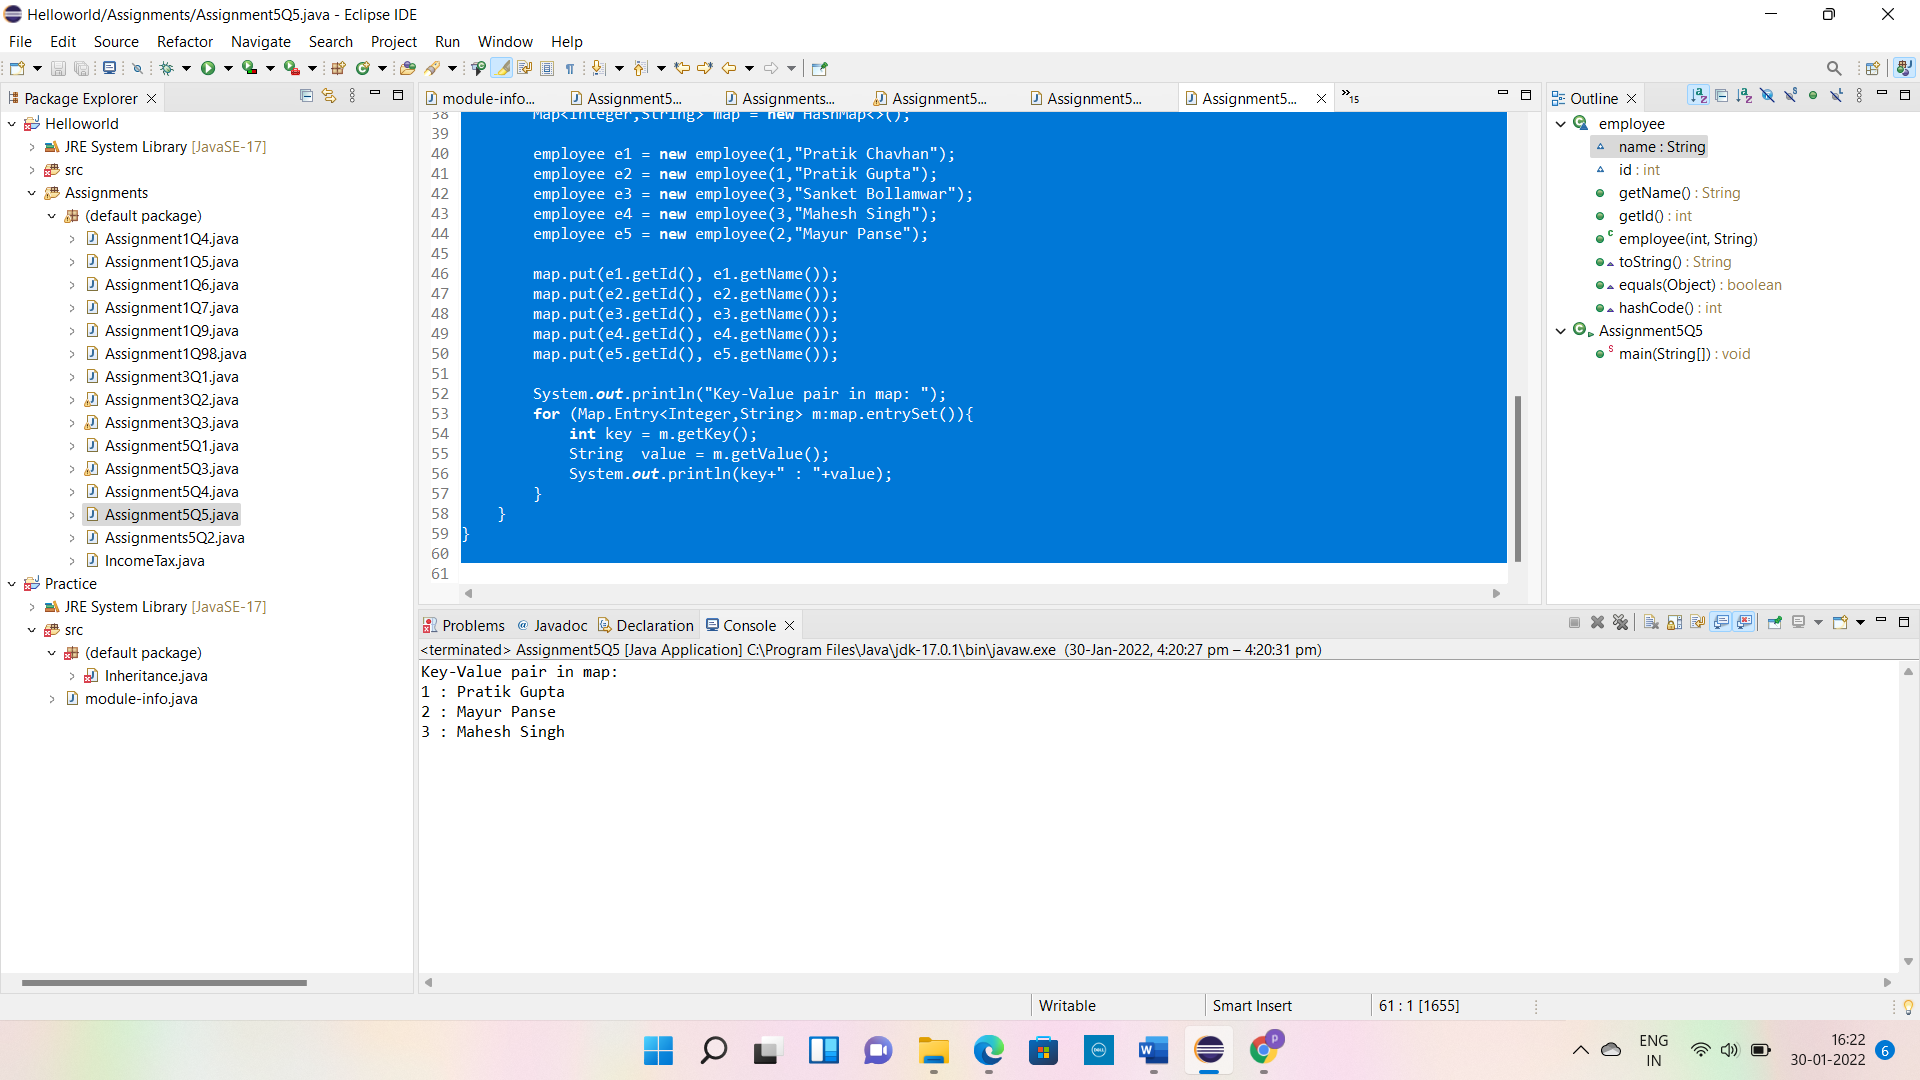 Helloworld/Assignments/Assignment5Q5.java - Eclipse IDE
File Edit Source Refactor Navigate Search Project Run Window Help
Package Explorer
Helloworld
JRE System Library [JavaSE-17]
src
Assignments
(default package)
Assignment1Q4.java
Assignment1Q5.java
Assignment1Q6.java
Assignment1Q7.java
Assignment1Q9.java
Assignment1Q98.java
Assignment3Q1.java
Assignment3Q2.java
Assignment3Q3.java
Assignment5Q1.java
Assignment5Q3.java
Assignment5Q4.java
Assignment5Q5.java
Assignments5Q2.java
IncomeTax.java
Practice
JRE System Library [JavaSE-17]
src
(default package)
Inheritance.java
module-info.java
module-info... Assignment5... Assignments... Assignment5... Assignment5... Assignment5... »15
38 Map<Integer,String> map = new HashMap<>();
39
40 employee e1 = new employee(1,"Pratik Chavhan");
41 employee e2 = new employee(1,"Pratik Gupta");
42 employee e3 = new employee(3,"Sanket Bollamwar");
43 employee e4 = new employee(3,"Mahesh Singh");
44 employee e5 = new employee(2,"Mayur Panse");
45
46 map.put(e1.getId(), e1.getName());
47 map.put(e2.getId(), e2.getName());
48 map.put(e3.getId(), e3.getName());
49 map.put(e4.getId(), e4.getName());
50 map.put(e5.getId(), e5.getName());
51
52 System.out.println("Key-Value pair in map: ");
53 for (Map.Entry<Integer,String> m:map.entrySet()){
54 int key = m.getKey();
55 String  value = m.getValue();
56 System.out.println(key+" : "+value);
57 }
58 }
59 }
60
61
Outline
employee
name : String
id : int
getName() : String
getId() : int
employee(int, String)
toString() : String
equals(Object) : boolean
hashCode() : int
Assignment5Q5
main(String[]) : void
Problems Javadoc Declaration Console
<terminated> Assignment5Q5 [Java Application] C:\Program Files\Java\jdk-17.0.1\bin\javaw.exe (30-Jan-2022, 4:20:27 pm – 4:20:31 pm)
Key-Value pair in map:
1 : Pratik Gupta
2 : Mayur Panse
3 : Mahesh Singh
Writable Smart Insert 61 : 1 [1655]
ENG
IN
16:22
30-01-2022
6